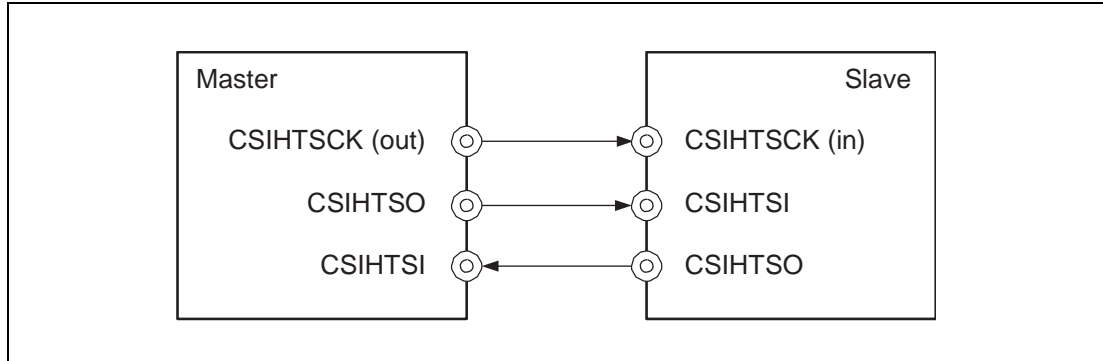 Master Slave
CSIHTSCK (out) CSIHTSCK (in)
CSIHTSO CSIHTSI
CSIHTSI CSIHTSO